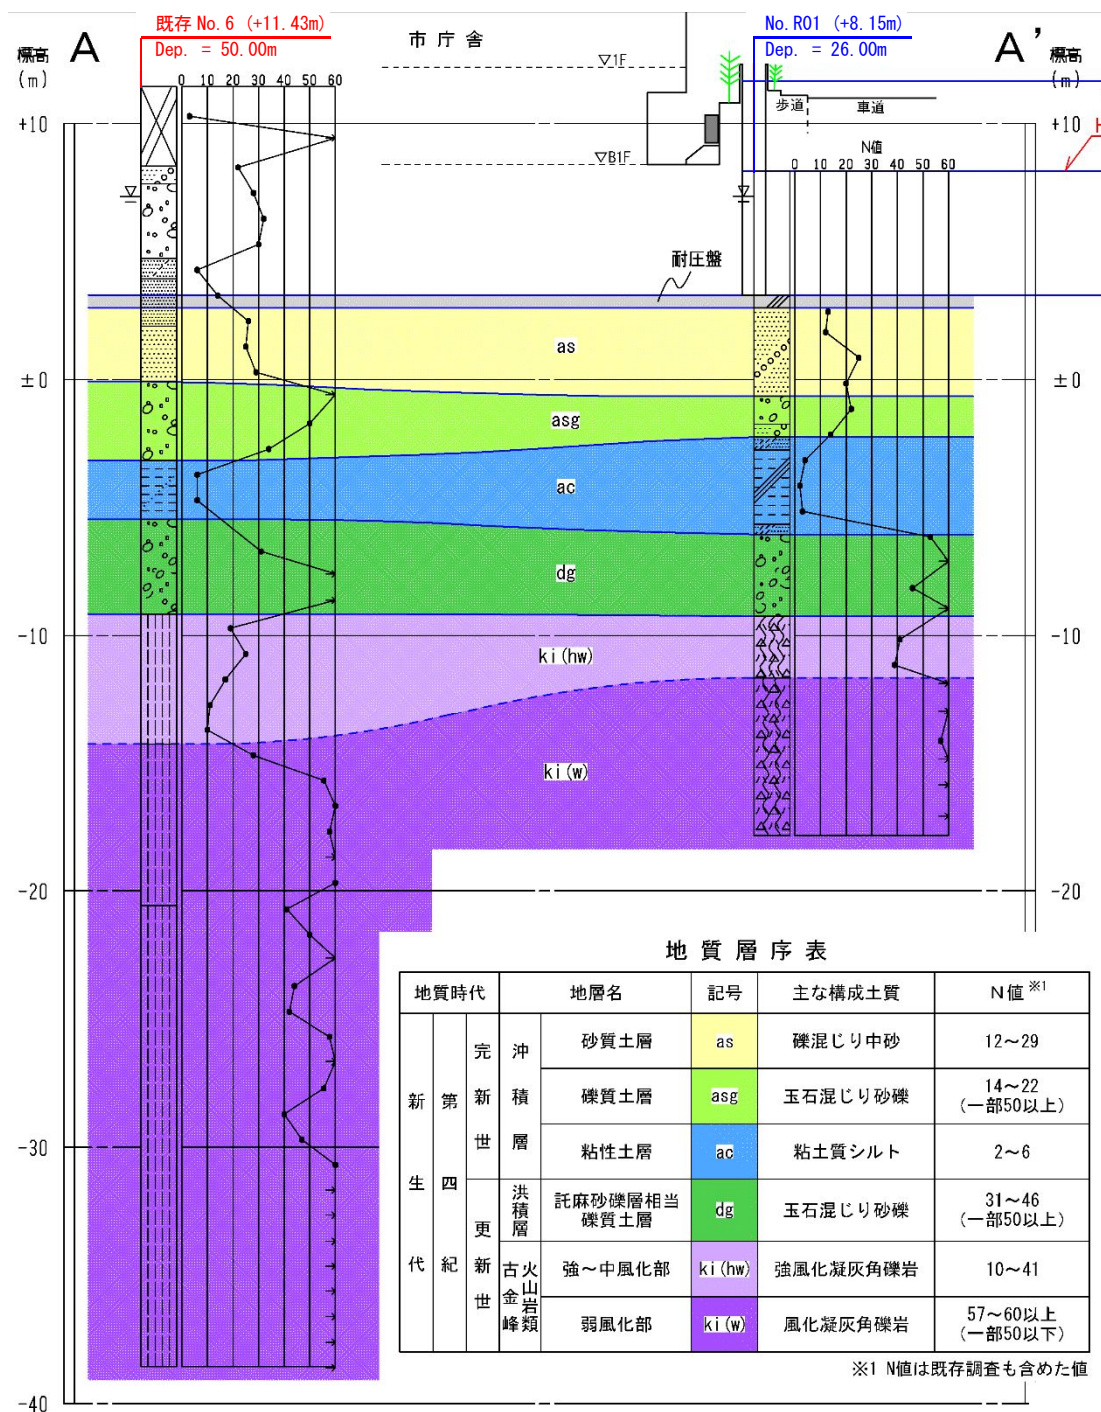 既存 No.6 (+11.43m)
Dep. = 50.00m
No.R01 (+8.15m)
Dep. = 26.00m
標高
(m)
A
市庁舎
▽1F
▽B1F
A'
標高
(m)
歩道
車道
N値
0 10 20 30 40 50 60
0 10 20 30 40 50 60
+10
+10
耐圧盤
as
±0
±0
asg
ac
dg
-10
-10
ki(hw)
ki(w)
-20
-20
-30
-40
地質層序表
地質時代 地層名 記号 主な構成土質 N値※1
新生代 第四紀 完新世 沖積層 砂質土層 as 礫混じり中砂 12～29
礫質土層 asg 玉石混じり砂礫 14～22
(一部50以上)
粘性土層 ac 粘土質シルト 2～6
更新世 洪積層 託麻砂礫層相当
礫質土層 dg 玉石混じり砂礫 31～46
(一部50以上)
古金峰火山岩類 強～中風化部 ki(hw) 強風化凝灰角礫岩 10～41
弱風化部 ki(w) 風化凝灰角礫岩 57～60以上
(一部50以下)
※1 N値は既存調査も含めた値